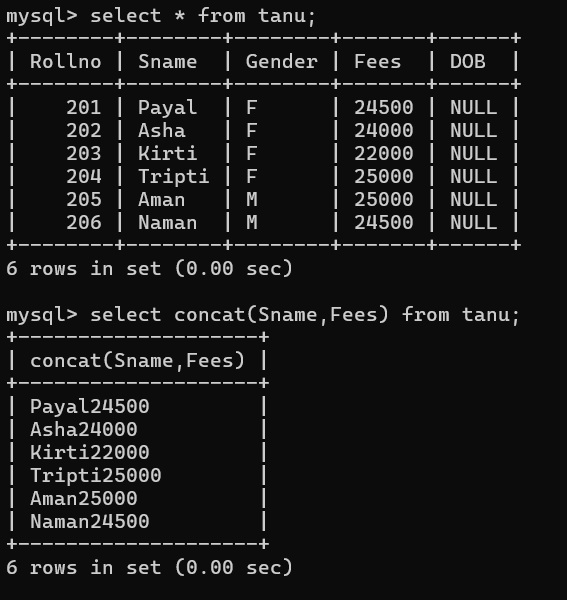 mysql> select * from tanu;
+--------+--------+--------+-------+------+
| Rollno | Sname  | Gender | Fees  | DOB  |
+--------+--------+--------+-------+------+
|    201 | Payal  | F      | 24500 | NULL |
|    202 | Asha   | F      | 24000 | NULL |
|    203 | Kirti  | F      | 22000 | NULL |
|    204 | Tripti | F      | 25000 | NULL |
|    205 | Aman   | M      | 25000 | NULL |
|    206 | Naman  | M      | 24500 | NULL |
+--------+--------+--------+-------+------+
6 rows in set (0.00 sec)
mysql> select concat(Sname,Fees) from tanu;
+--------------------+
| concat(Sname,Fees) |
+--------------------+
| Payal24500         |
| Asha24000          |
| Kirti22000         |
| Tripti25000        |
| Aman25000          |
| Naman24500         |
+--------------------+
6 rows in set (0.00 sec)